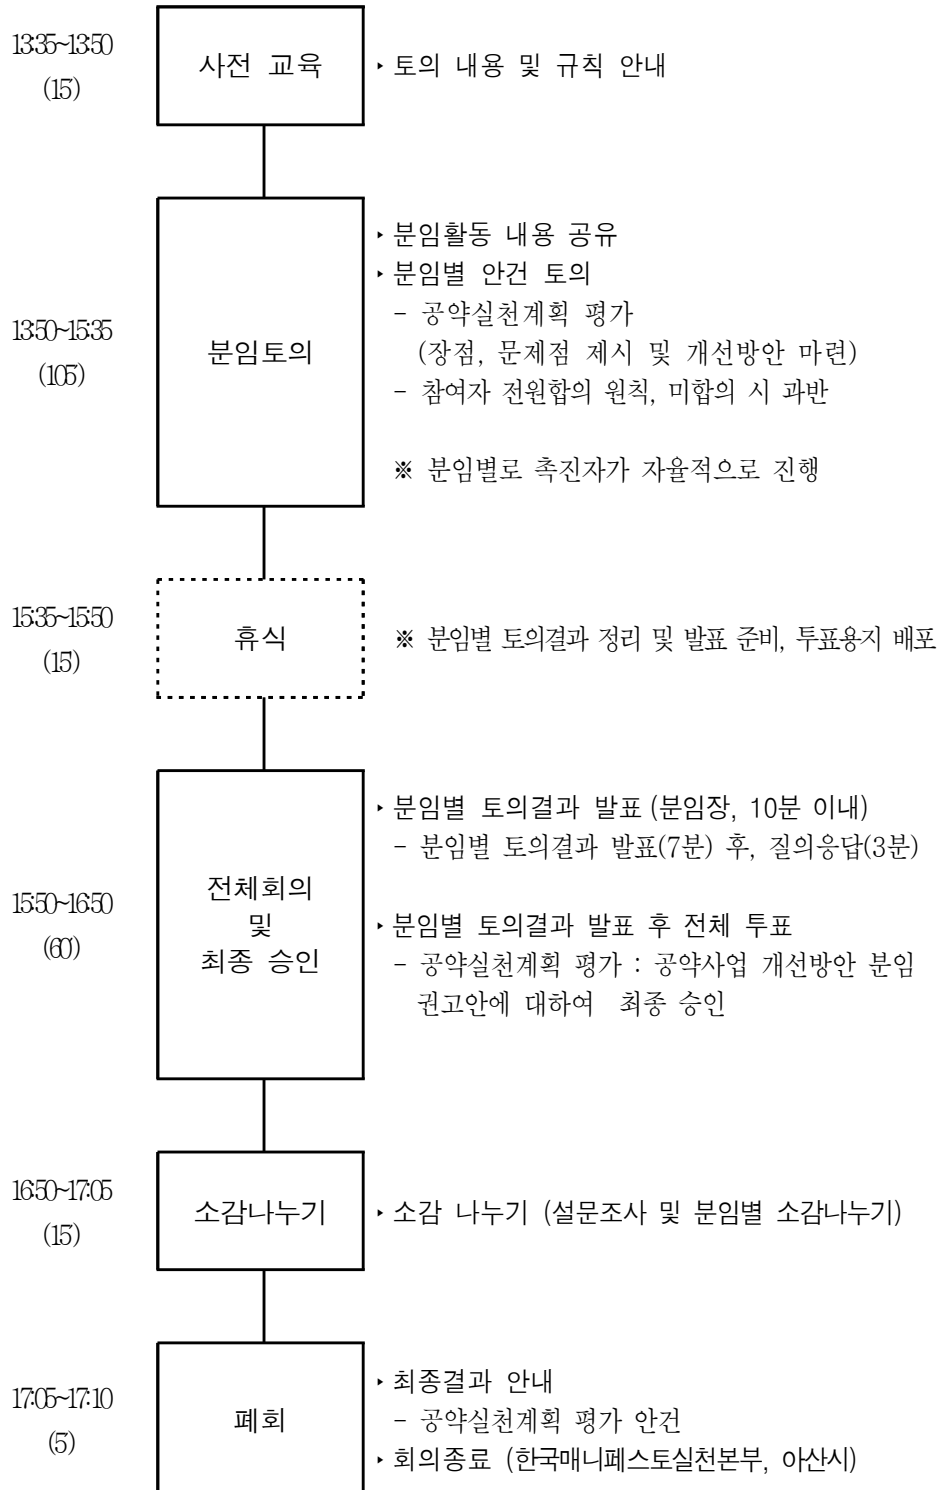 13:35~13:50
(15')
사전 교육
‣ 토의 내용 및 규칙 안내
13:50~15:35
(105')
분임토의
‣ 분임활동 내용 공유
‣ 분임별 안건 토의
- 공약실천계획 평가
(장점, 문제점 제시 및 개선방안 마련)
- 참여자 전원합의 원칙, 미합의 시 과반
※ 분임별로 촉진자가 자율적으로 진행
15:35~15:50
(15')
휴식
※ 분임별 토의결과 정리 및 발표 준비, 투표용지 배포
15:50~16:50
(60')
전체회의
및
최종 승인
‣ 분임별 토의결과 발표 (분임장, 10분 이내)
- 분임별 토의결과 발표(7분) 후, 질의응답(3분)
‣ 분임별 토의결과 발표 후 전체 투표
- 공약실천계획 평가 : 공약사업 개선방안 분임
권고안에 대하여 최종 승인
16:50~17:05
(15')
소감나누기
‣ 소감 나누기 (설문조사 및 분임별 소감나누기)
17:05~17:10
(5')
폐회
‣ 최종결과 안내
- 공약실천계획 평가 안건
‣ 회의종료 (한국매니페스토실천본부, 아산시)